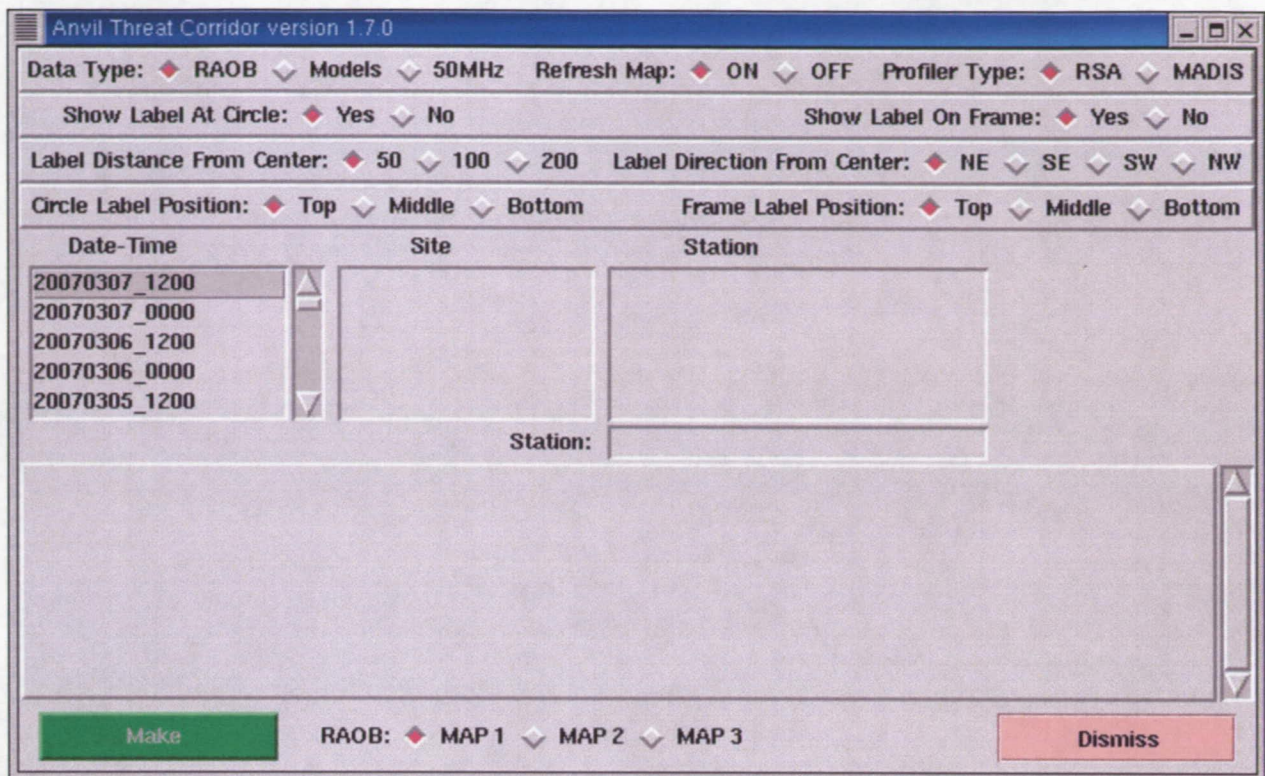 Anvil Threat Corridor version 1.7.0
Data Type: RAOB Models 50MHz Refresh Map: ON OFF Profiler Type: RSA MADIS
Show Label At Circle: Yes No Show Label On Frame: Yes No
Label Distance From Center: 50 100 200 Label Direction From Center: NE SE SW NW
Circle Label Position: Top Middle Bottom Frame Label Position: Top Middle Bottom
Date-Time Site Station
20070307_1200
20070307_0000
20070306_1200
20070306_0000
20070305_1200
Station:
Make RAOB: MAP 1 MAP 2 MAP 3 Dismiss